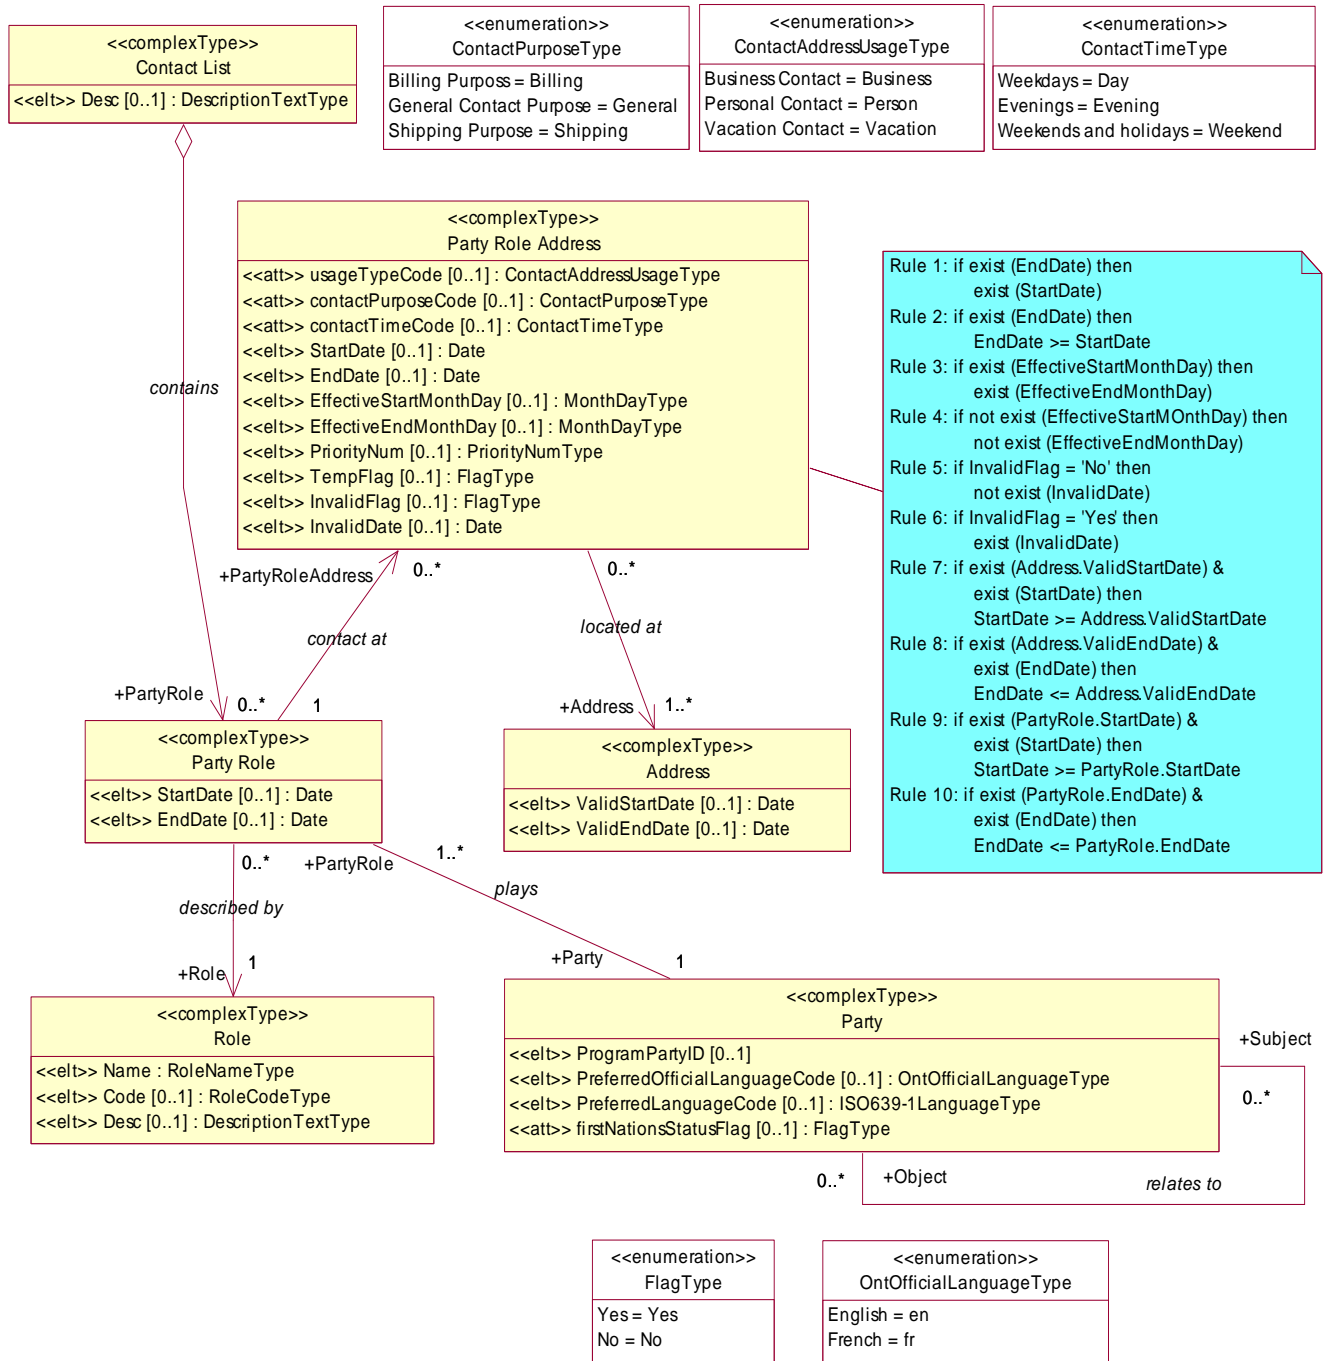 <<complexType>>
Contact List
<<elt>> Desc [0..1] : DescriptionTextType
<<enumeration>>
ContactPurposeType
Billing Purposs = Billing
General Contact Purpose = General
Shipping Purpose = Shipping
<<enumeration>>
ContactAddressUsageType
Business Contact = Business
Personal Contact = Person
Vacation Contact = Vacation
<<enumeration>>
ContactTimeType
Weekdays = Day
Evenings = Evening
Weekends and holidays = Weekend
<<complexType>>
Party Role Address
<<att>> usageTypeCode [0..1] : ContactAddressUsageType
<<att>> contactPurposeCode [0..1] : ContactPurposeType
<<att>> contactTimeCode [0..1] : ContactTimeType
<<elt>> StartDate [0..1] : Date
<<elt>> EndDate [0..1] : Date
<<elt>> EffectiveStartMonthDay [0..1] : MonthDayType
<<elt>> EffectiveEndMonthDay [0..1] : MonthDayType
<<elt>> PriorityNum [0..1] : PriorityNumType
<<elt>> TempFlag [0..1] : FlagType
<<elt>> InvalidFlag [0..1] : FlagType
<<elt>> InvalidDate [0..1] : Date
Rule 1: if exist (EndDate) then
exist (StartDate)
Rule 2: if exist (EndDate) then
EndDate >= StartDate
Rule 3: if exist (EffectiveStartMonthDay) then
exist (EffectiveEndMonthDay)
Rule 4: if not exist (EffectiveStartMOnthDay) then
not exist (EffectiveEndMonthDay)
Rule 5: if InvalidFlag = 'No' then
not exist (InvalidDate)
Rule 6: if InvalidFlag = 'Yes' then
exist (InvalidDate)
Rule 7: if exist (Address.ValidStartDate) &
exist (StartDate) then
StartDate >= Address.ValidStartDate
Rule 8: if exist (Address.ValidEndDate) &
exist (EndDate) then
EndDate <= Address.ValidEndDate
Rule 9: if exist (PartyRole.StartDate) &
exist (StartDate) then
StartDate >= PartyRole.StartDate
Rule 10: if exist (PartyRole.EndDate) &
exist (EndDate) then
EndDate <= PartyRole.EndDate
contains
+PartyRoleAddress
0..*
0..*
contact at
located at
+PartyRole
0..*
1
+Address
1..*
<<complexType>>
Party Role
<<elt>> StartDate [0..1] : Date
<<elt>> EndDate [0..1] : Date
<<complexType>>
Address
<<elt>> ValidStartDate [0..1] : Date
<<elt>> ValidEndDate [0..1] : Date
0..*
+PartyRole
1..*
described by
plays
+Role
1
+Party
1
<<complexType>>
Role
<<elt>> Name : RoleNameType
<<elt>> Code [0..1] : RoleCodeType
<<elt>> Desc [0..1] : DescriptionTextType
<<complexType>>
Party
<<elt>> ProgramPartyID [0..1]
<<elt>> PreferredOfficialLanguageCode [0..1] : OntOfficialLanguageType
<<elt>> PreferredLanguageCode [0..1] : ISO639-1LanguageType
<<att>> firstNationsStatusFlag [0..1] : FlagType
+Subject
0..*
0..*
+Object
relates to
<<enumeration>>
FlagType
Yes = Yes
No = No
<<enumeration>>
OntOfficialLanguageType
English = en
French = fr